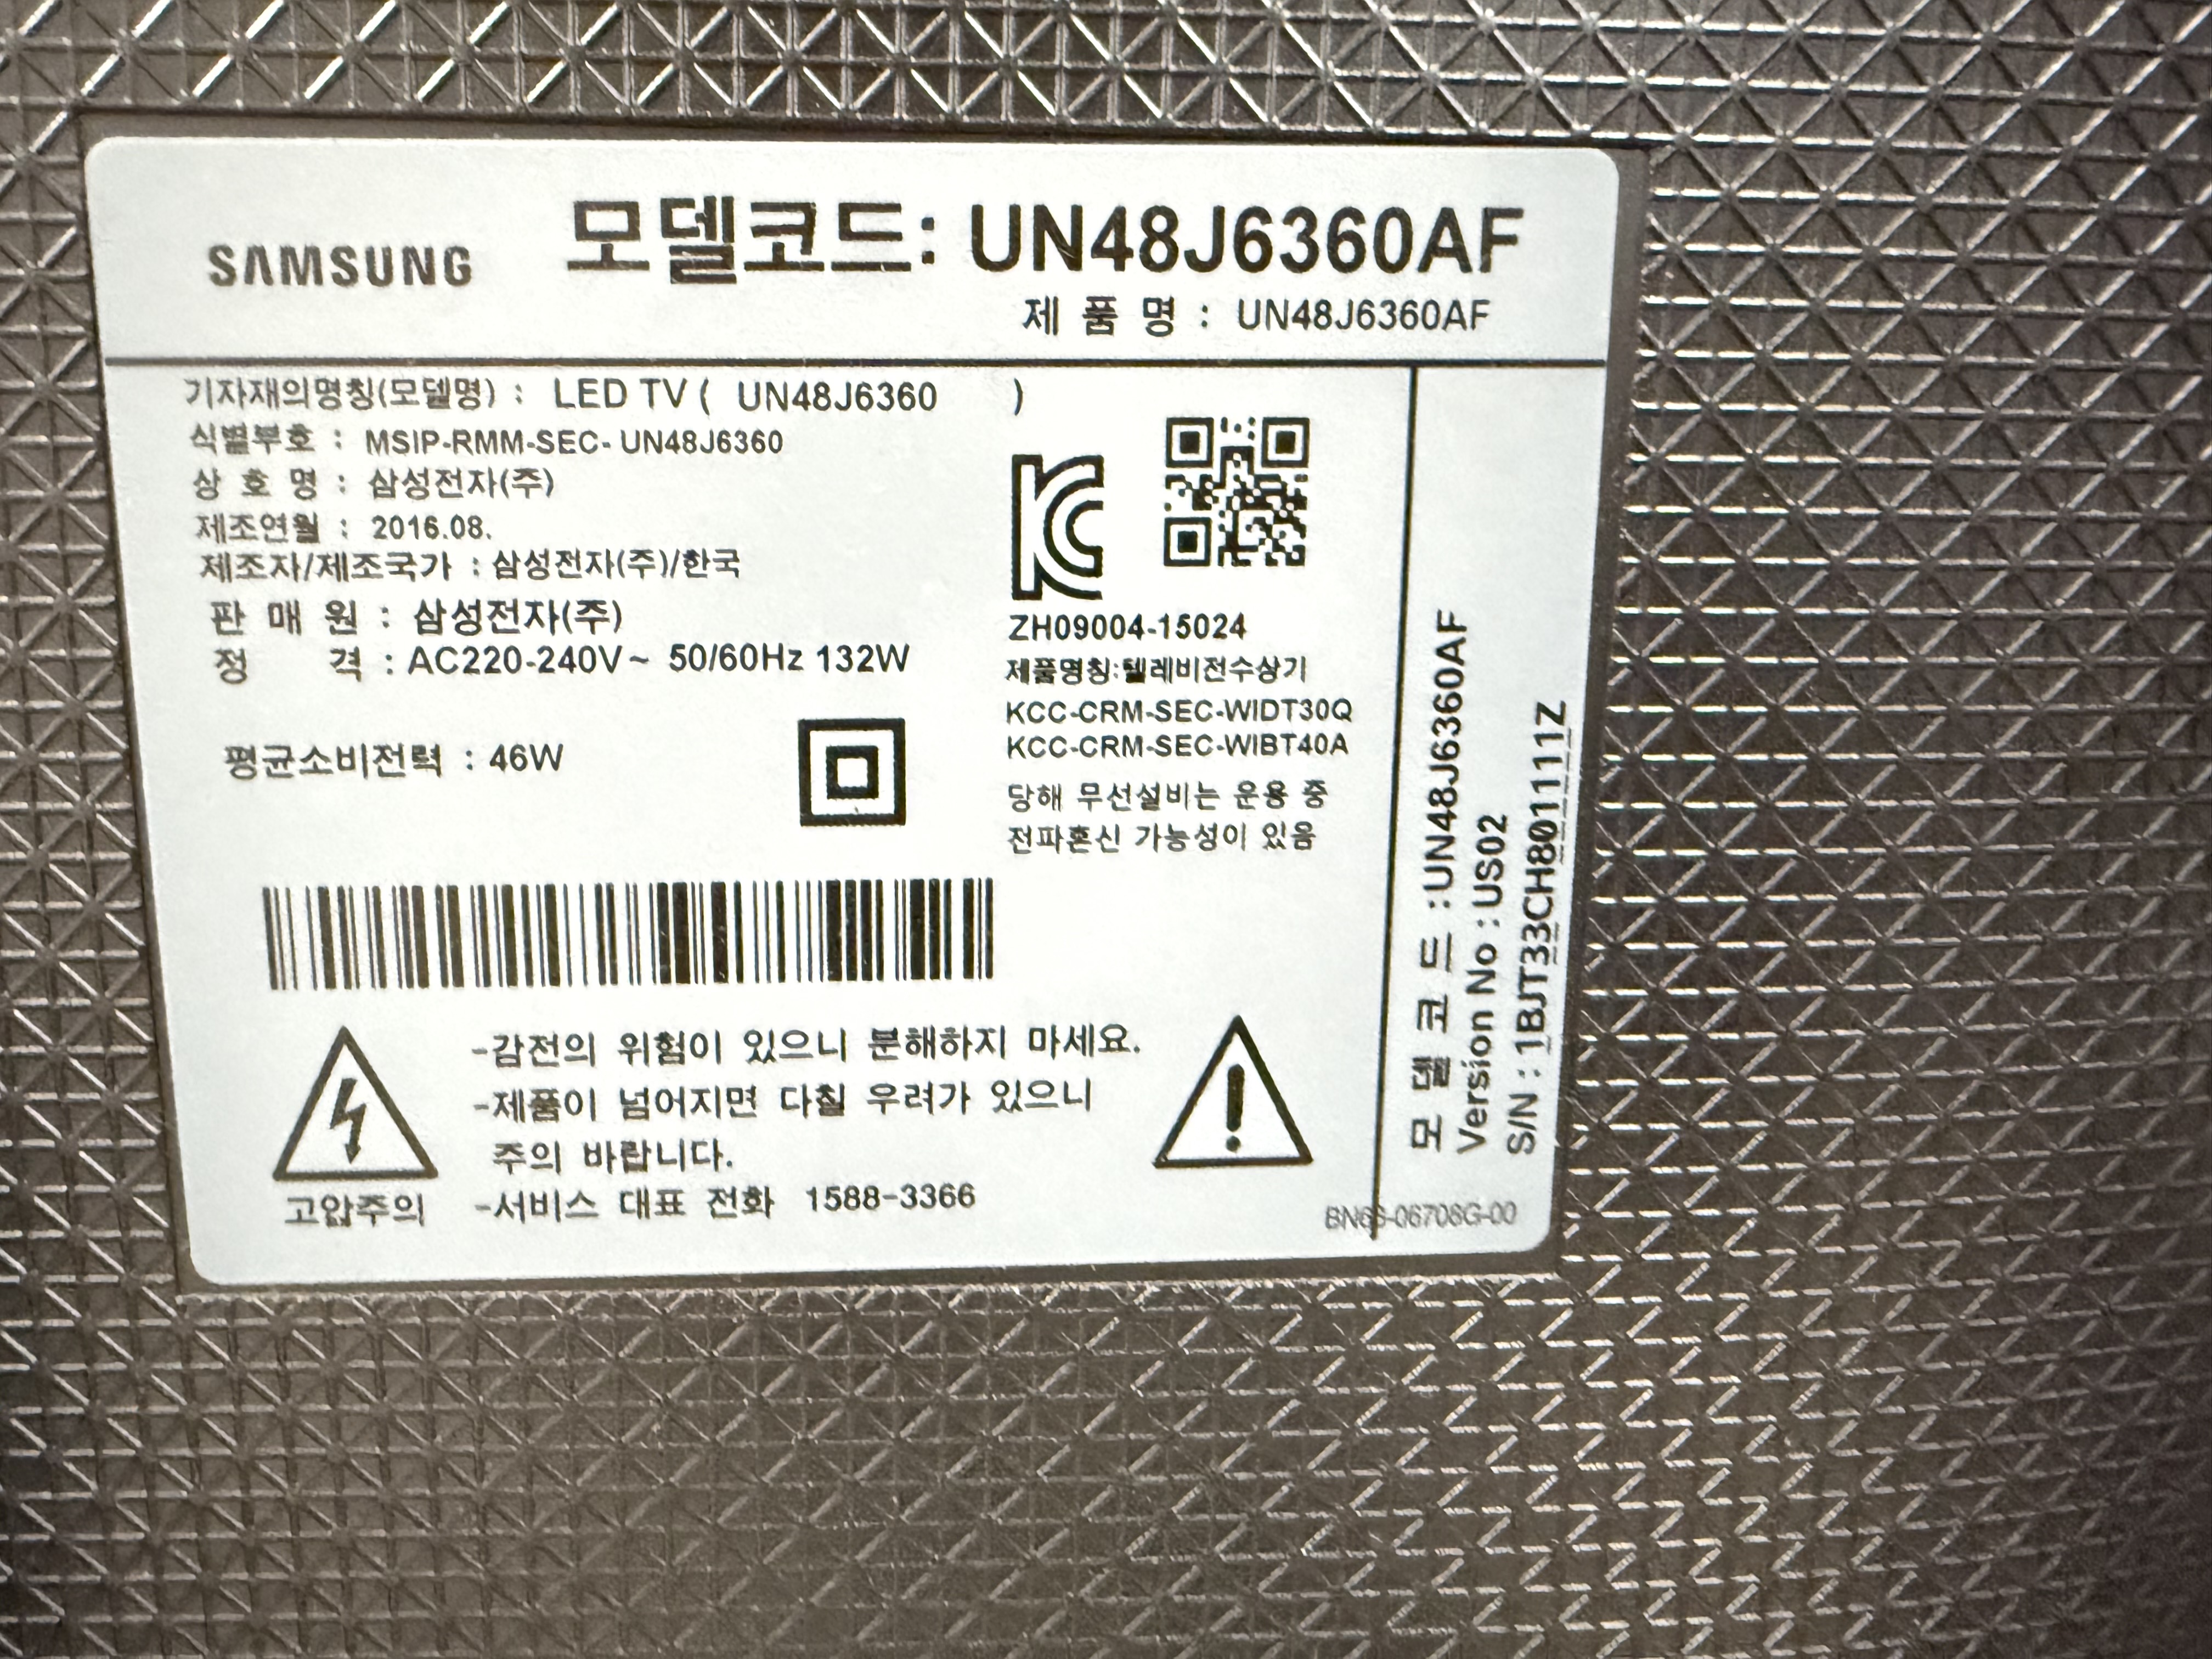 SAMSUNG
모델코드: UN48J6360AF
제 품 명 : UN48J6360AF
기자재의명칭(모델명) : LED TV ( UN48J6360 )
식별부호 : MSIP-RMM-SEC- UN48J6360
상 호 명 : 삼성전자(주)
제조연월 : 2016.08.
제조자/제조국가 : 삼성전자(주)/한국
판 매 원 : 삼성전자(주)
정 격 : AC220-240V~ 50/60Hz 132W
평균소비전력 : 46W
ZH09004-15024
제품명칭:텔레비전수상기
KCC-CRM-SEC-WIDT30Q
KCC-CRM-SEC-WIBT40A
당해 무선설비는 운용 중
전파혼신 가능성이 있음
고압주의
-감전의 위험이 있으니 분해하지 마세요.
-제품이 넘어지면 다칠 우려가 있으니
주의 바랍니다.
-서비스 대표 전화 1588-3366
모 델 코 드 :UN48J6360AF
Version No :US02
S/N : 1BJT33CH801111Z
BN68-06708G-00